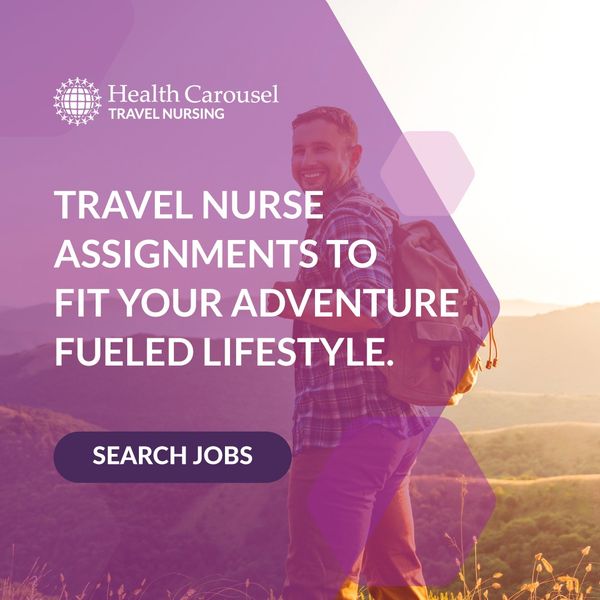 Health Carousel
TRAVEL NURSING
TRAVEL NURSE
ASSIGNMENTS TO
FIT YOUR ADVENTURE
FUELED LIFESTYLE.
SEARCH JOBS